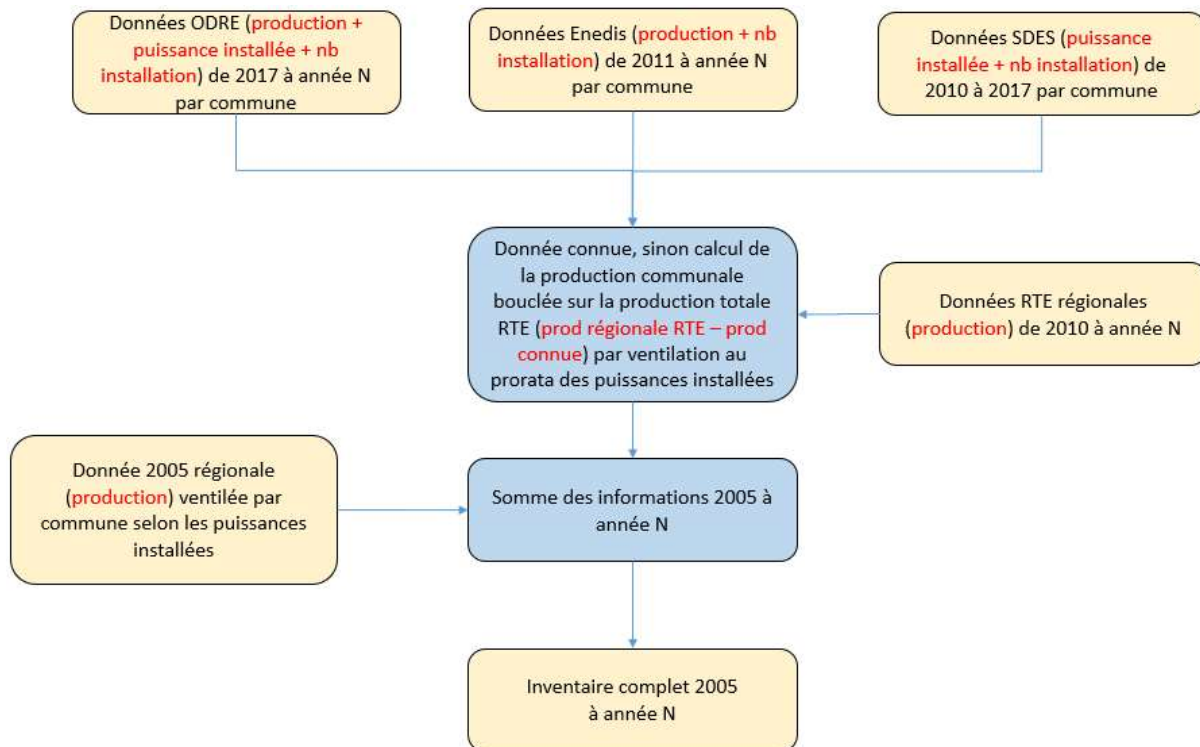 Données ODRE (production +
puissance installée + nb
installation) de 2017 à année N
par commune
Données Enedis (production + nb
installation) de 2011 à année N
par commune
Données SDES (puissance
installée + nb installation) de
2010 à 2017 par commune
Donnée connue, sinon calcul de
la production communale
bouclée sur la production totale
RTE (prod régionale RTE – prod
connue) par ventilation au
prorata des puissances installées
Données RTE régionales
(production) de 2010 à année N
Donnée 2005 régionale
(production) ventilée par
commune selon les puissances
installées
Somme des informations 2005 à
année N
Inventaire complet 2005
à année N